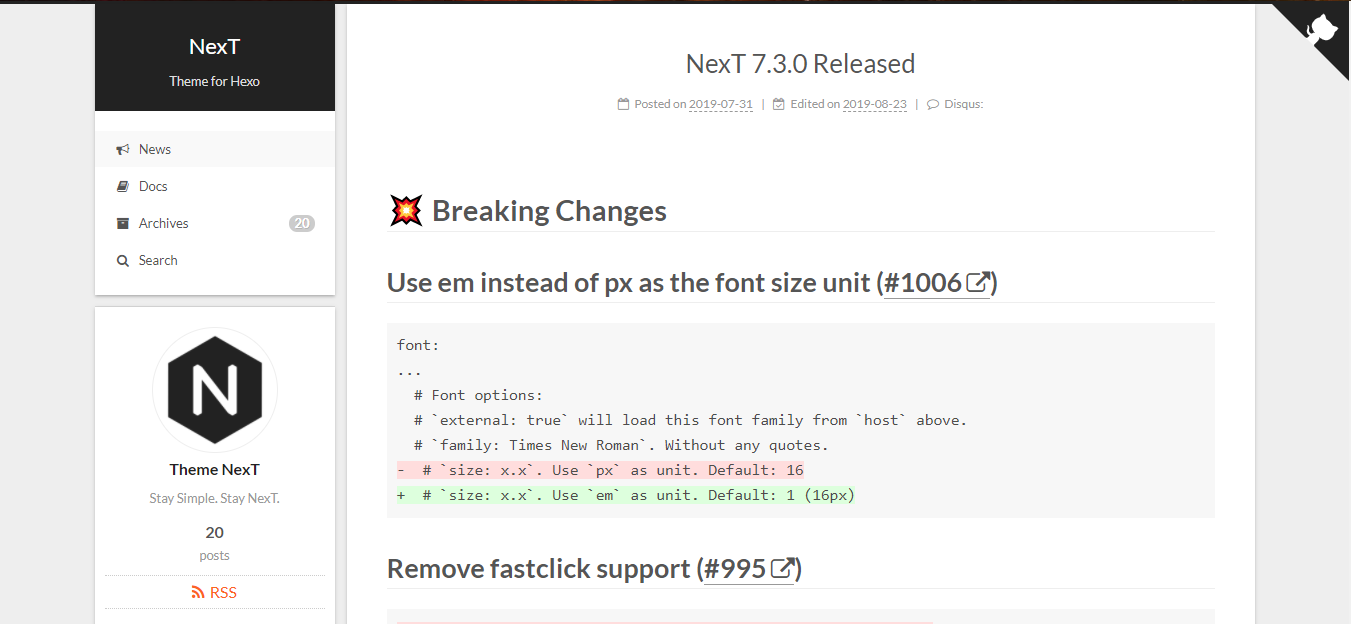 NexT
Theme for Hexo
News
Docs
Archives 20
Search
N
Theme NexT
Stay Simple. Stay NexT.
20
posts
RSS
NexT 7.3.0 Released
Posted on 2019-07-31 | Edited on 2019-08-23 | Disqus:
💥 Breaking Changes
Use em instead of px as the font size unit (#1006)
font:
...
  # Font options:
  # `external: true` will load this font family from `host` above.
  # `family: Times New Roman`. Without any quotes.
-  # `size: x.x`. Use `px` as unit. Default: 16
+  # `size: x.x`. Use `em` as unit. Default: 1 (16px)
Remove fastclick support (#995)